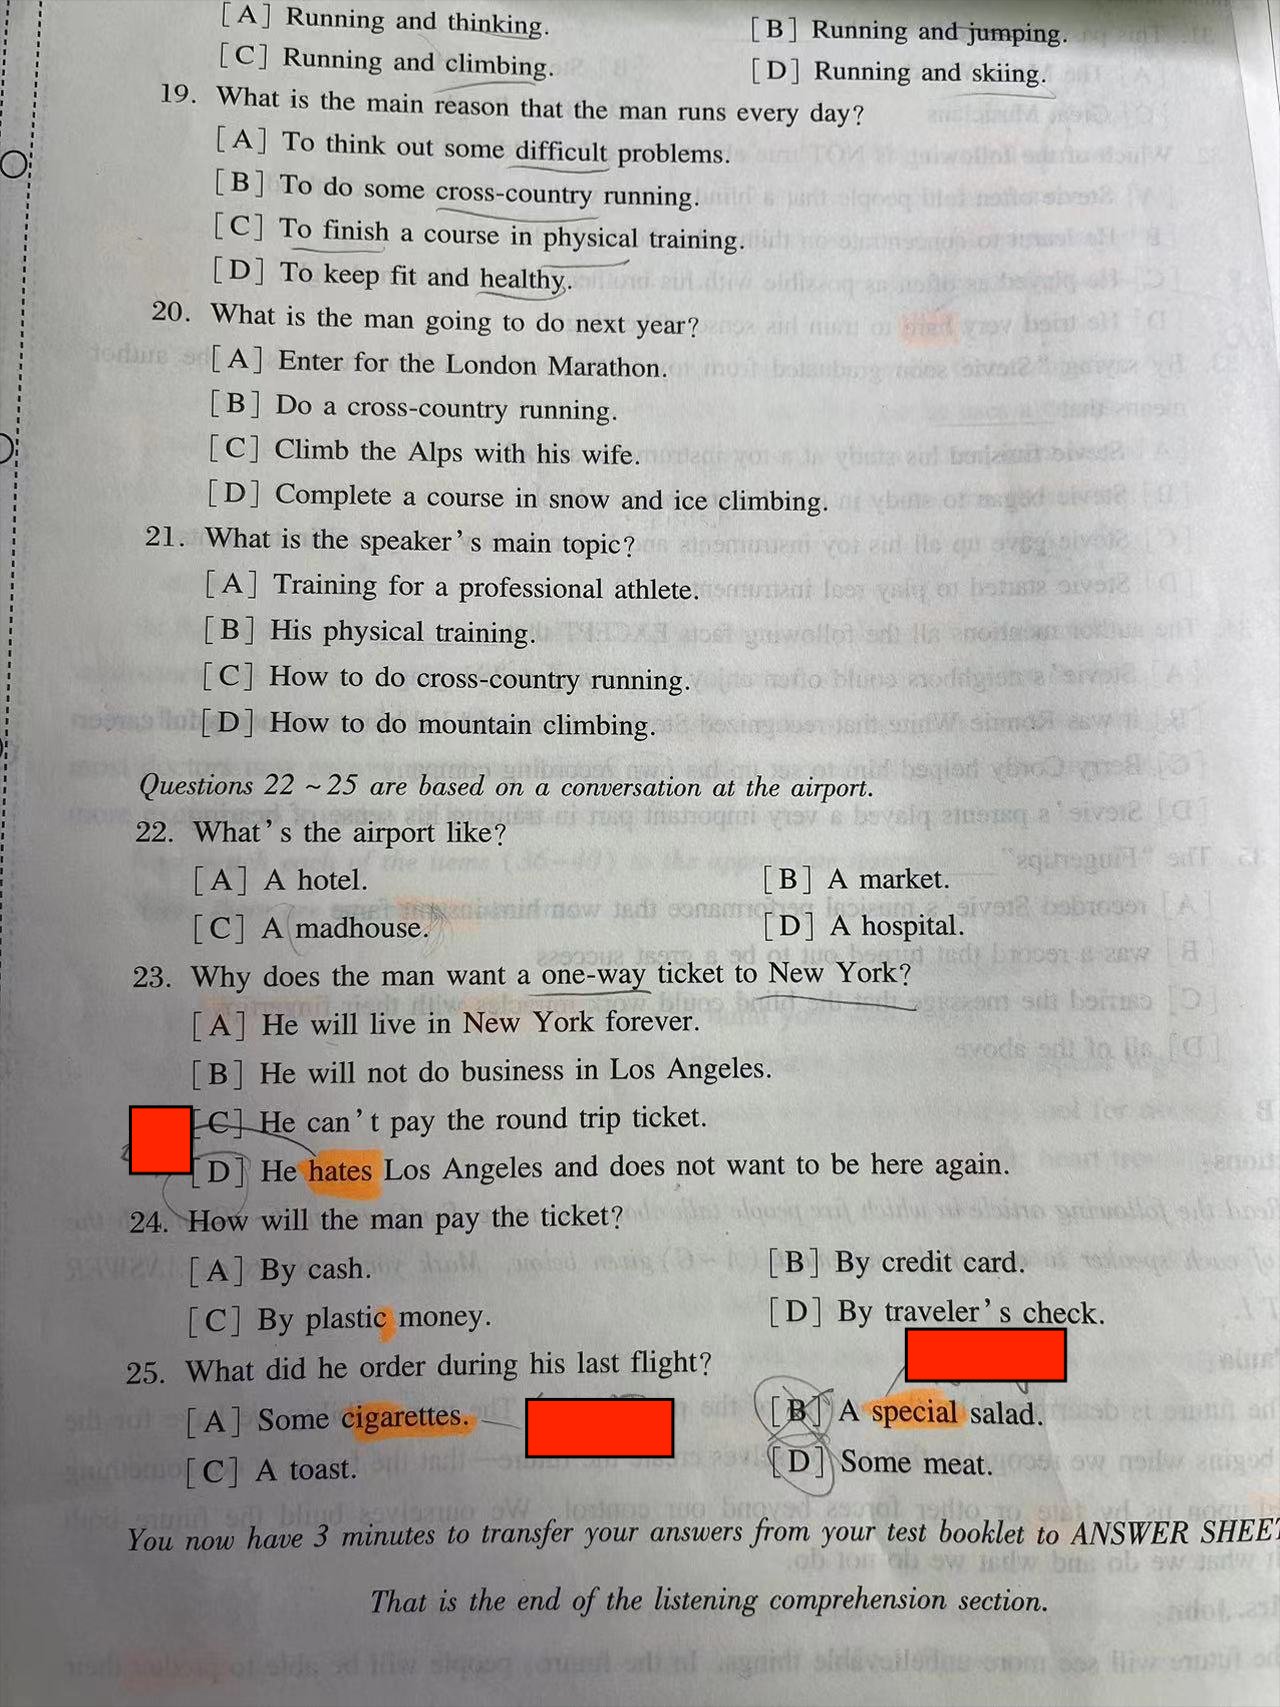 [A] Running and thinking.
[B] Running and jumping.
[C] Running and climbing.
[D] Running and skiing.
19. What is the main reason that the man runs every day?
[A] To think out some difficult problems.
[B] To do some cross-country running.
[C] To finish a course in physical training.
[D] To keep fit and healthy.
20. What is the man going to do next year?
[A] Enter for the London Marathon.
[B] Do a cross-country running.
[C] Climb the Alps with his wife.
[D] Complete a course in snow and ice climbing.
21. What is the speaker's main topic?
[A] Training for a professional athlete.
[B] His physical training.
[C] How to do cross-country running.
[D] How to do mountain climbing.
Questions 22 ~ 25 are based on a conversation at the airport.
22. What's the airport like?
[A] A hotel.
[B] A market.
[C] A madhouse.
[D] A hospital.
23. Why does the man want a one-way ticket to New York?
[A] He will live in New York forever.
[B] He will not do business in Los Angeles.
[C] He can't pay the round trip ticket.
[D] He hates Los Angeles and does not want to be here again.
24. How will the man pay the ticket?
[A] By cash.
[B] By credit card.
[C] By plastic money.
[D] By traveler's check.
25. What did he order during his last flight?
[A] Some cigarettes.
[B] A special salad.
[C] A toast.
[D] Some meat.
You now have 3 minutes to transfer your answers from your test booklet to ANSWER SHEET
That is the end of the listening comprehension section.